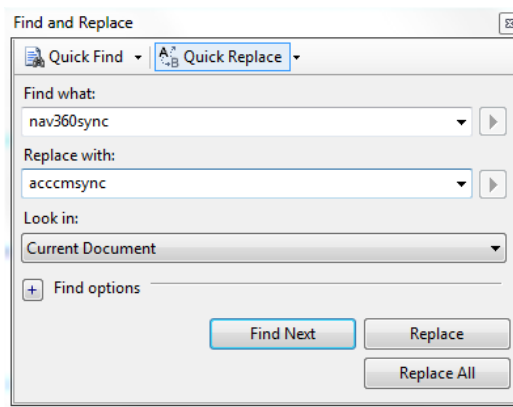 Find and Replace
Quick Find Quick Replace
Find what:
nav360sync
Replace with:
acccmsync
Look in:
Current Document
Find options
Find Next Replace
Replace All